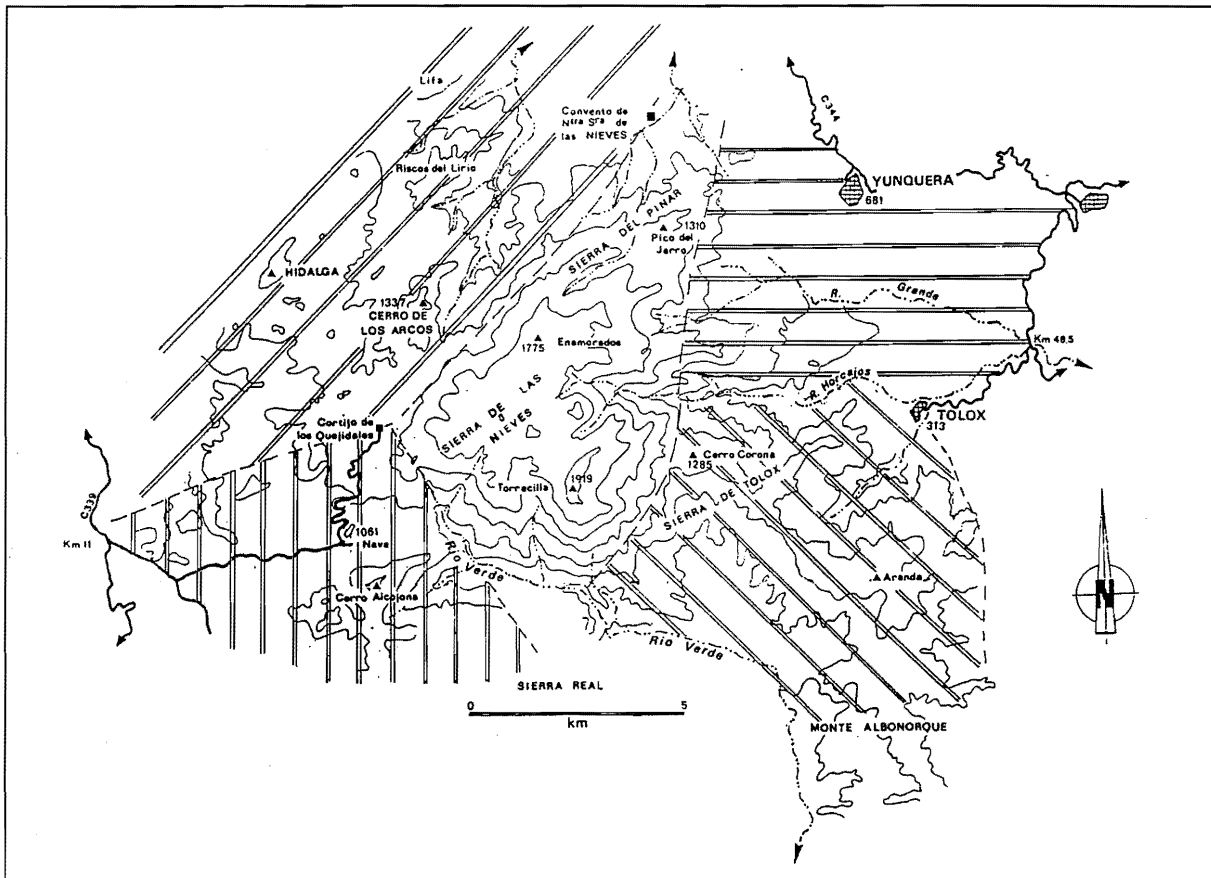 Lifa
C344
Convento de
Ntra Sra de
las NIEVES
Riscos del Lirio
YUNQUERA
681
SIERRA DEL PINAR
1310
Pico del
Jarro
HIDALGA
1337
CERRO DE
LOS ARCOS
R. Grande
1775
Enamorados
Km 48,5
R. Horcajos
TOLOX
313
SIERRA DE LAS
NIEVES
Cortijo de
los Quejidales
Cerro Corona
1285
Torrecilla
1919
SIERRA DE TOLOX
C339
Km 11
1061
Nava
Rio Verde
Cerro Alcojona
Aranda
N
Rio Verde
SIERRA REAL
0 5
km
MONTE ALBONORQUE